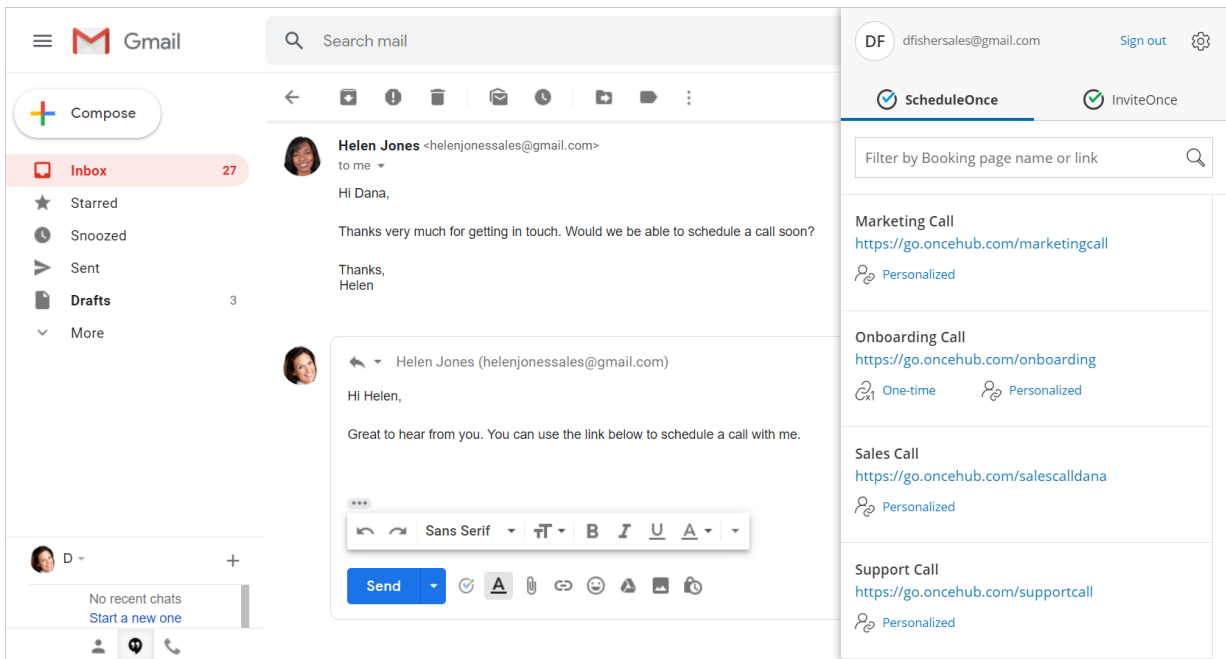 Gmail
Search mail
Compose
Inbox 27
Starred
Snoozed
Sent
Drafts 3
More
D
No recent chats
Start a new one
Helen Jones <helenjonessales@gmail.com>
to me
Hi Dana,
Thanks very much for getting in touch. Would we be able to schedule a call soon?
Thanks,
Helen
Helen Jones (helenjonessales@gmail.com)
Hi Helen,
Great to hear from you. You can use the link below to schedule a call with me.
Sans Serif
B I U A
Send
A
DF dfishersales@gmail.com Sign out
ScheduleOnce InviteOnce
Filter by Booking page name or link
Marketing Call
https://go.oncehub.com/marketingcall
Personalized
Onboarding Call
https://go.oncehub.com/onboarding
x1 One-time Personalized
Sales Call
https://go.oncehub.com/salescalldana
Personalized
Support Call
https://go.oncehub.com/supportcall
Personalized